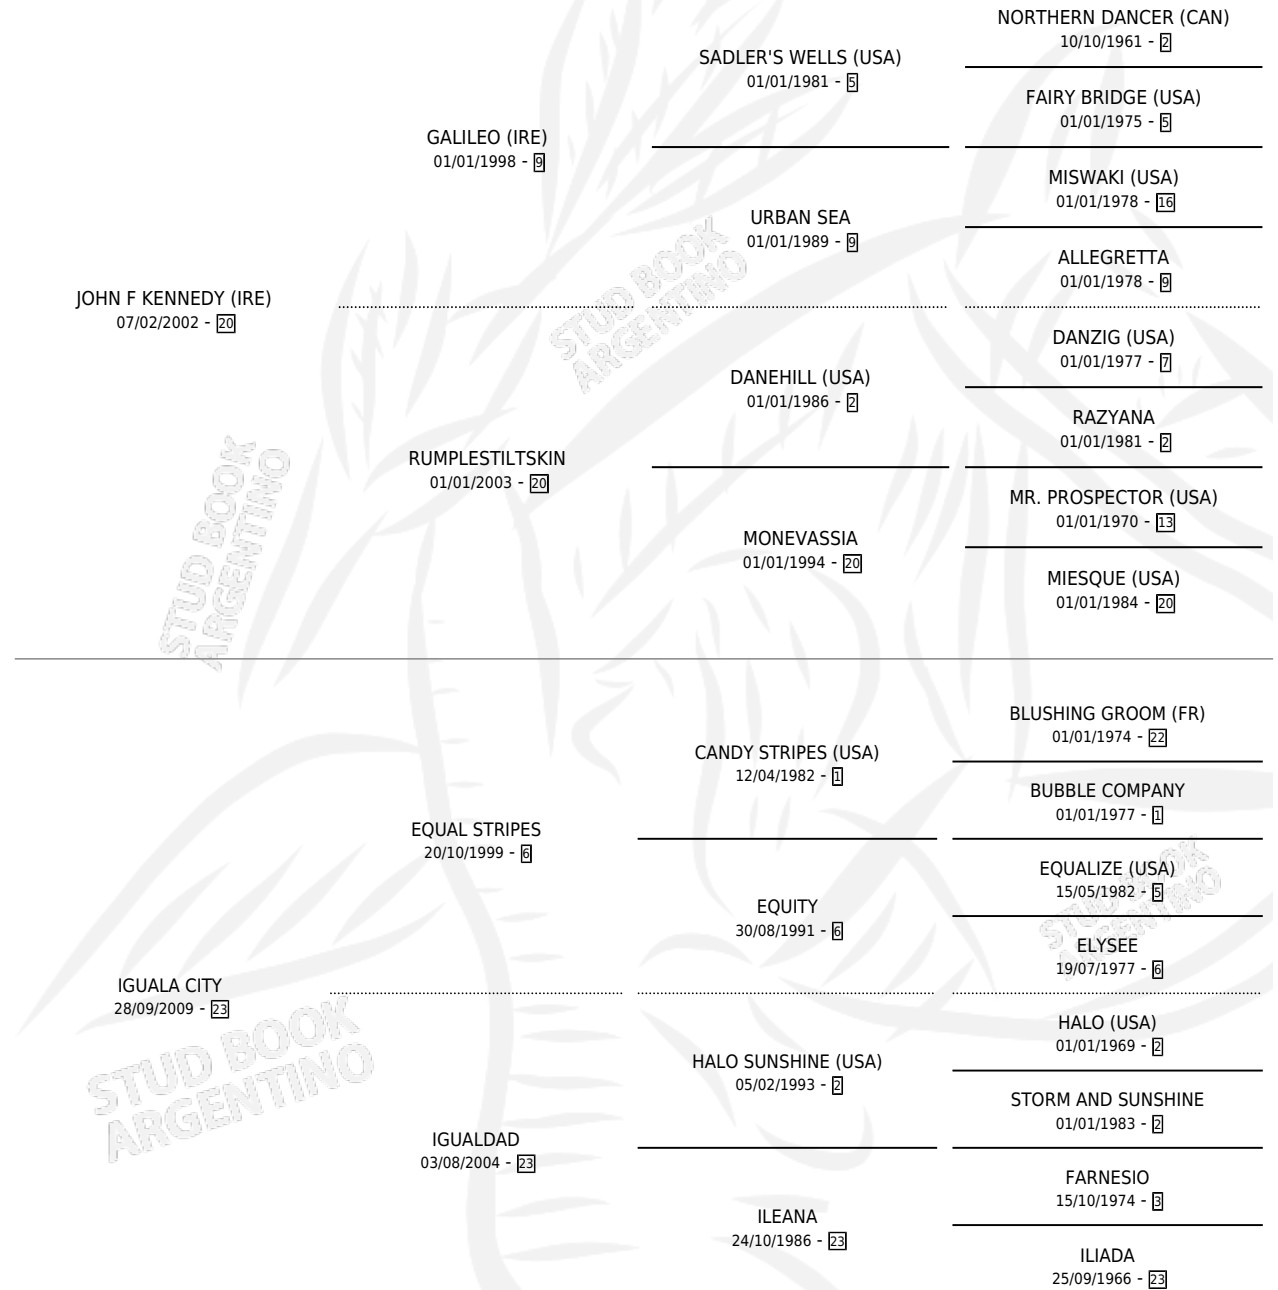 NORTHERN DANCER (CAN)
10/10/1961 - 2
SADLER'S WELLS (USA)
01/01/1981 - 5
FAIRY BRIDGE (USA)
01/01/1975 - 5
GALILEO (IRE)
01/01/1998 - 9
MISWAKI (USA)
01/01/1978 - 16
URBAN SEA
01/01/1989 - 9
ALLEGRETTA
01/01/1978 - 9
JOHN F KENNEDY (IRE)
07/02/2002 - 20
STUD BOOK
ARGENTINO
DANZIG (USA)
01/01/1977 - 7
DANEHILL (USA)
01/01/1986 - 2
RAZYANA
01/01/1981 - 2
RUMPLESTILTSKIN
01/01/2003 - 20
MR. PROSPECTOR (USA)
01/01/1970 - 13
MONEVASSIA
01/01/1994 - 20
MIESQUE (USA)
01/01/1984 - 20
STUD BOOK
ARGENTINO
BLUSHING GROOM (FR)
01/01/1974 - 22
CANDY STRIPES (USA)
12/04/1982 - 1
BUBBLE COMPANY
01/01/1977 - 1
EQUAL STRIPES
20/10/1999 - 6
EQUALIZE (USA)
15/05/1982 - 5
EQUITY
30/08/1991 - 6
ELYSEE
19/07/1977 - 6
STUD BOOK
ARGENTINO
IGUALA CITY
28/09/2009 - 23
HALO (USA)
01/01/1969 - 2
HALO SUNSHINE (USA)
05/02/1993 - 2
STORM AND SUNSHINE
01/01/1983 - 2
STUD BOOK
ARGENTINO
IGUALDAD
03/08/2004 - 23
FARNESIO
15/10/1974 - 3
ILEANA
24/10/1986 - 23
ILIADA
25/09/1966 - 23